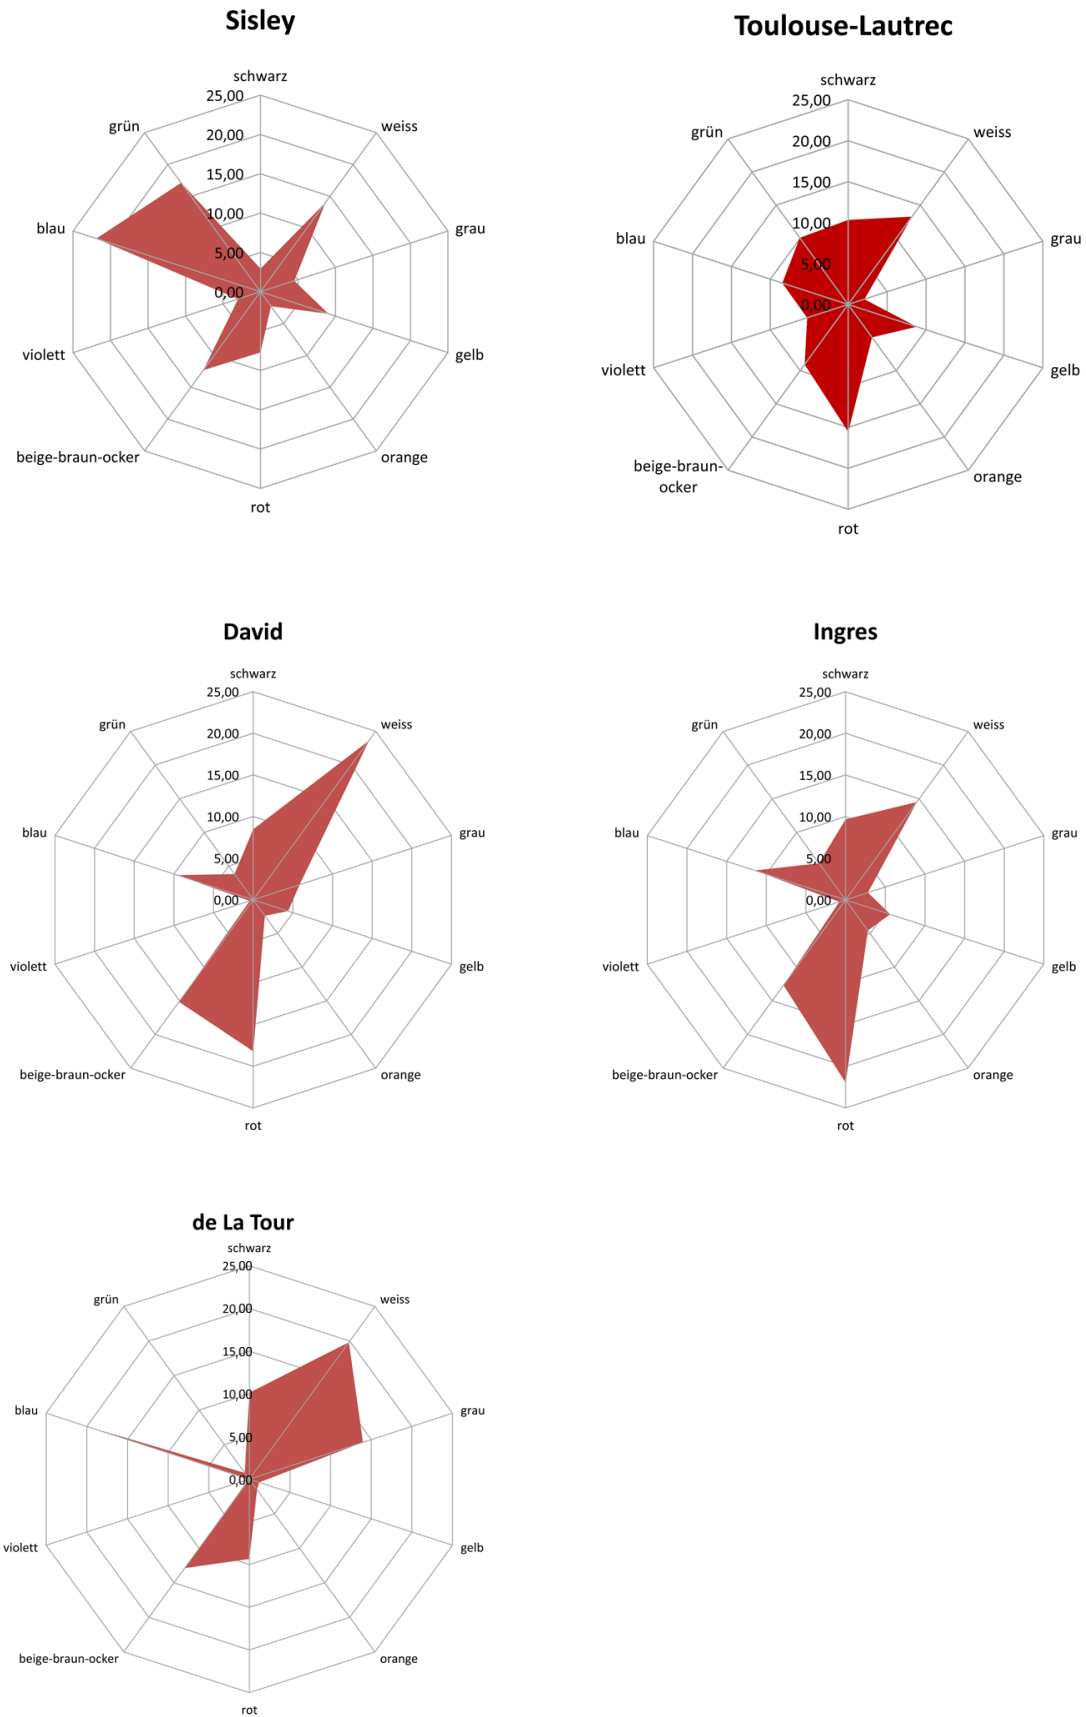 Sisley
schwarz
25,00
20,00
15,00
10,00
5,00
0,00
weiss
grau
gelb
orange
rot
beige-braun-ocker
violett
blau
grün
Toulouse-Lautrec
schwarz
25,00
20,00
15,00
10,00
5,00
0,00
weiss
grau
gelb
orange
rot
beige-braun-
ocker
violett
blau
grün
David
schwarz
25,00
20,00
15,00
10,00
5,00
0,00
weiss
grau
gelb
orange
rot
beige-braun-ocker
violett
blau
grün
Ingres
schwarz
25,00
20,00
15,00
10,00
5,00
0,00
weiss
grau
gelb
orange
rot
beige-braun-ocker
violett
blau
grün
de La Tour
schwarz
25,00
20,00
15,00
10,00
5,00
0,00
weiss
grau
gelb
orange
rot
beige-braun-ocker
violett
blau
grün